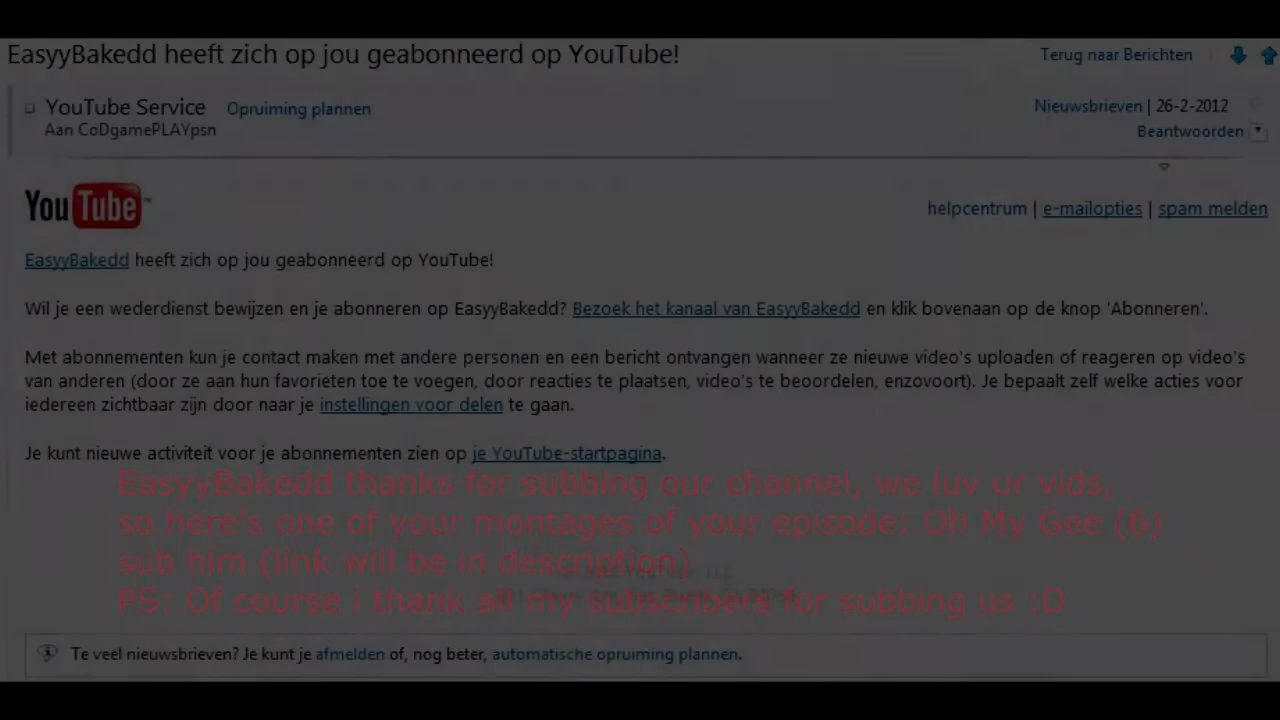 EasyyBakedd heeft zich op jou geabonneerd op YouTube!
Terug naar Berichten
YouTube Service Opruiming plannen
Nieuwsbrieven | 26-2-2012
Aan CoDgamePLAYpsn
Beantwoorden
YouTube
helpcentrum | e-mailopties | spam melden
EasyyBakedd heeft zich op jou geabonneerd op YouTube!
Wil je een wederdienst bewijzen en je abonneren op EasyyBakedd? Bezoek het kanaal van EasyyBakedd en klik bovenaan op de knop 'Abonneren'.
Met abonnementen kun je contact maken met andere personen en een bericht ontvangen wanneer ze nieuwe video's uploaden of reageren op video's
van anderen (door ze aan hun favorieten toe te voegen, door reacties te plaatsen, video's te beoordelen, enzovoort). Je bepaalt zelf welke acties voor
iedereen zichtbaar zijn door naar je instellingen voor delen te gaan.
Je kunt nieuwe activiteit voor je abonnementen zien op je YouTube-startpagina.
EasyyBakedd thanks for subbing our channel, we luv ur vids,
so here's one of your montages of your episode: Oh My Gee (6)
sub him (link will be in description)
PS: Of course i thank all my subscribers for subbing us :D
Te veel nieuwsbrieven? Je kunt je afmelden of, nog beter, automatische opruiming plannen.